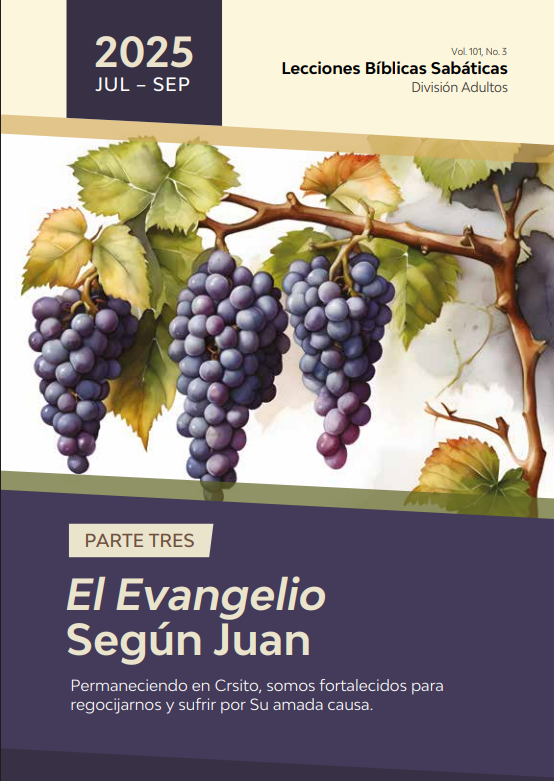 2025
JUL – SEP
Vol. 101, No. 3
Lecciones Bíblicas Sabáticas
División Adultos
PARTE TRES
El Evangelio
Según Juan
Permaneciendo en Crsito, somos fortalecidos para
regocijarnos y sufrir por Su amada causa.